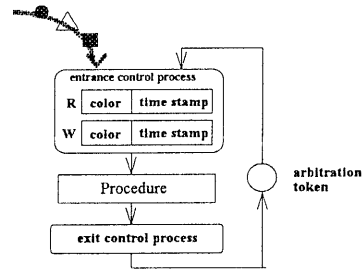 entrance control process
R color time stamp
W color time stamp
Procedure
exit control process
arbitration
token